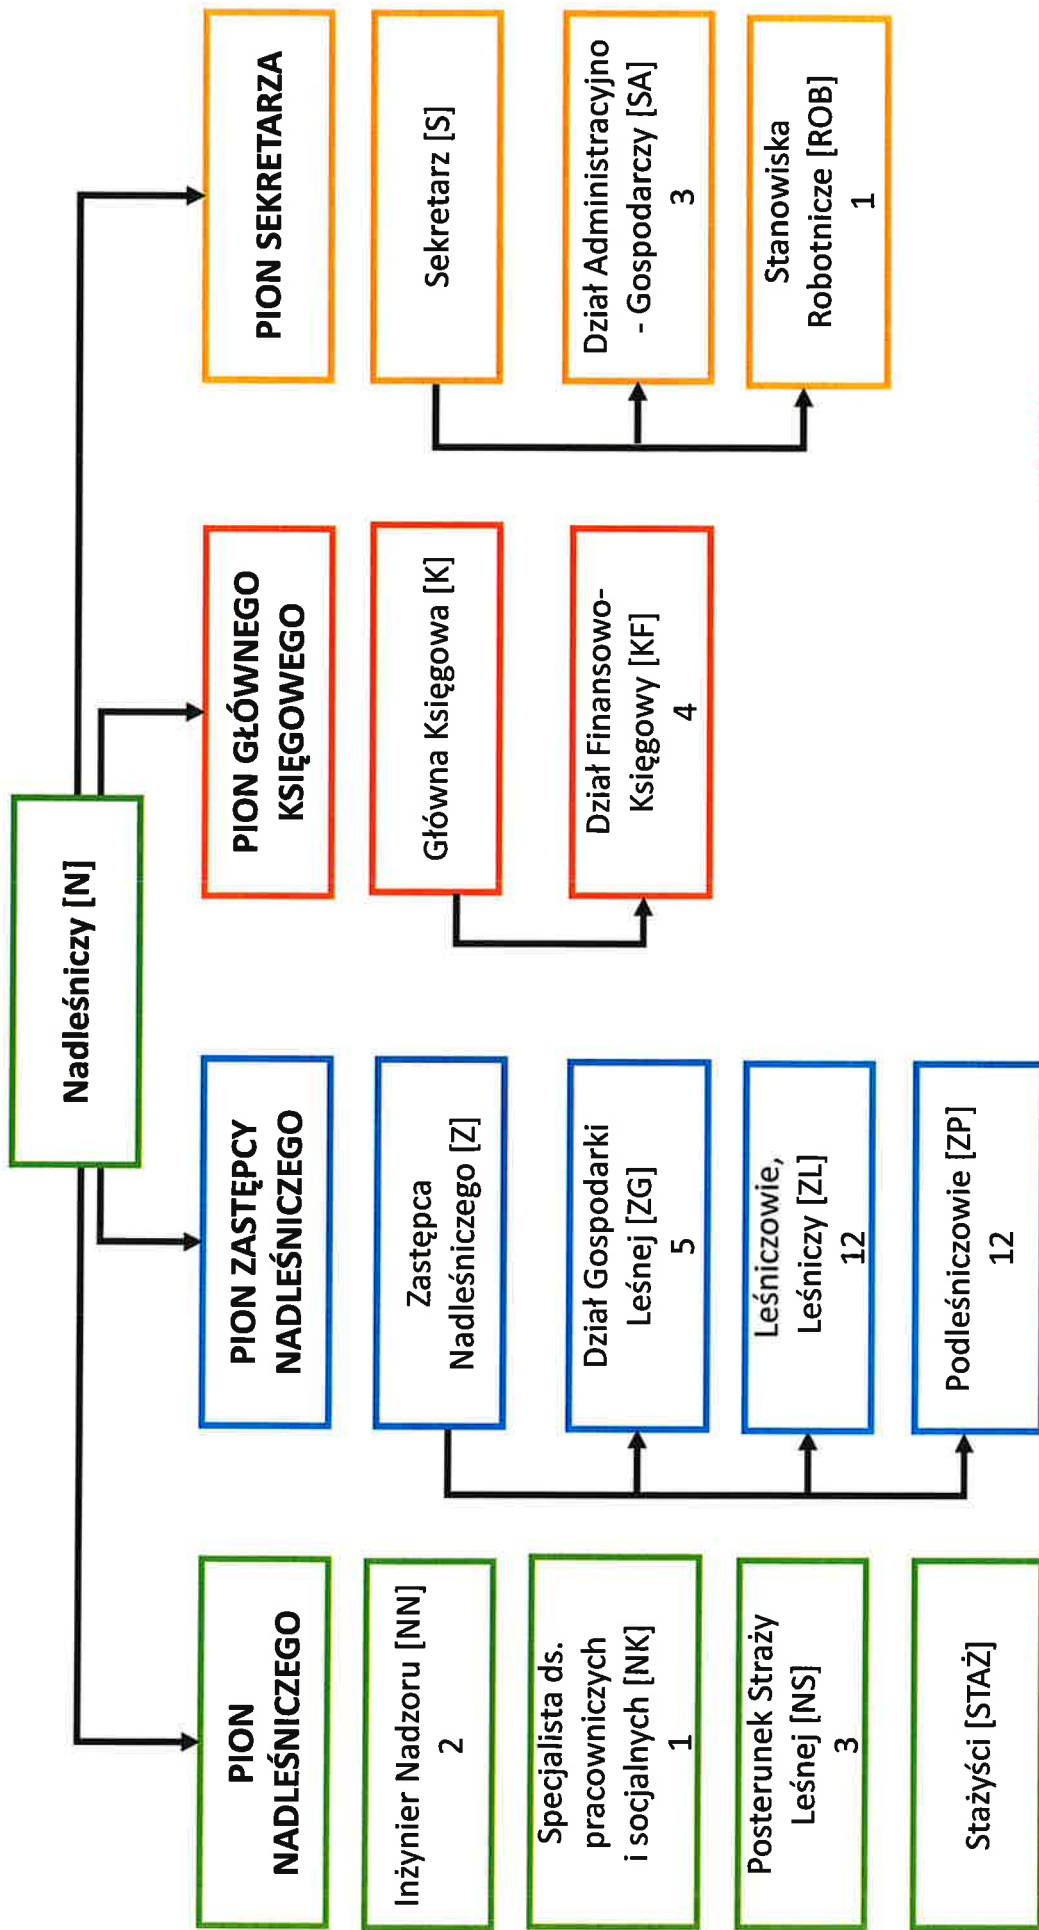 Nadleśniczy [N]
PION
NADLEŚNICZEGO
Inżynier Nadzoru [NN]
2
Specjalista ds.
pracowniczych
i socjalnych [NK]
1
Posterunek Straży
Leśnej [NS]
3
Stażyści [STAŻ]
PION ZASTĘPCY
NADLEŚNICZEGO
Zastępca
Nadleśniczego [Z]
Dział Gospodarki
Leśnej [ZG]
5
Leśniczowie,
Leśniczy [ZL]
12
Podleśniczowie [ZP]
12
PION GŁÓWNEGO
KSIĘGOWEGO
Główna Księgowa [K]
Dział Finansowo-
Księgowy [KF]
4
PION SEKRETARZA
Sekretarz [S]
Dział Administracyjno
- Gospodarczy [SA]
3
Stanowiska
Robotnicze [ROB]
1